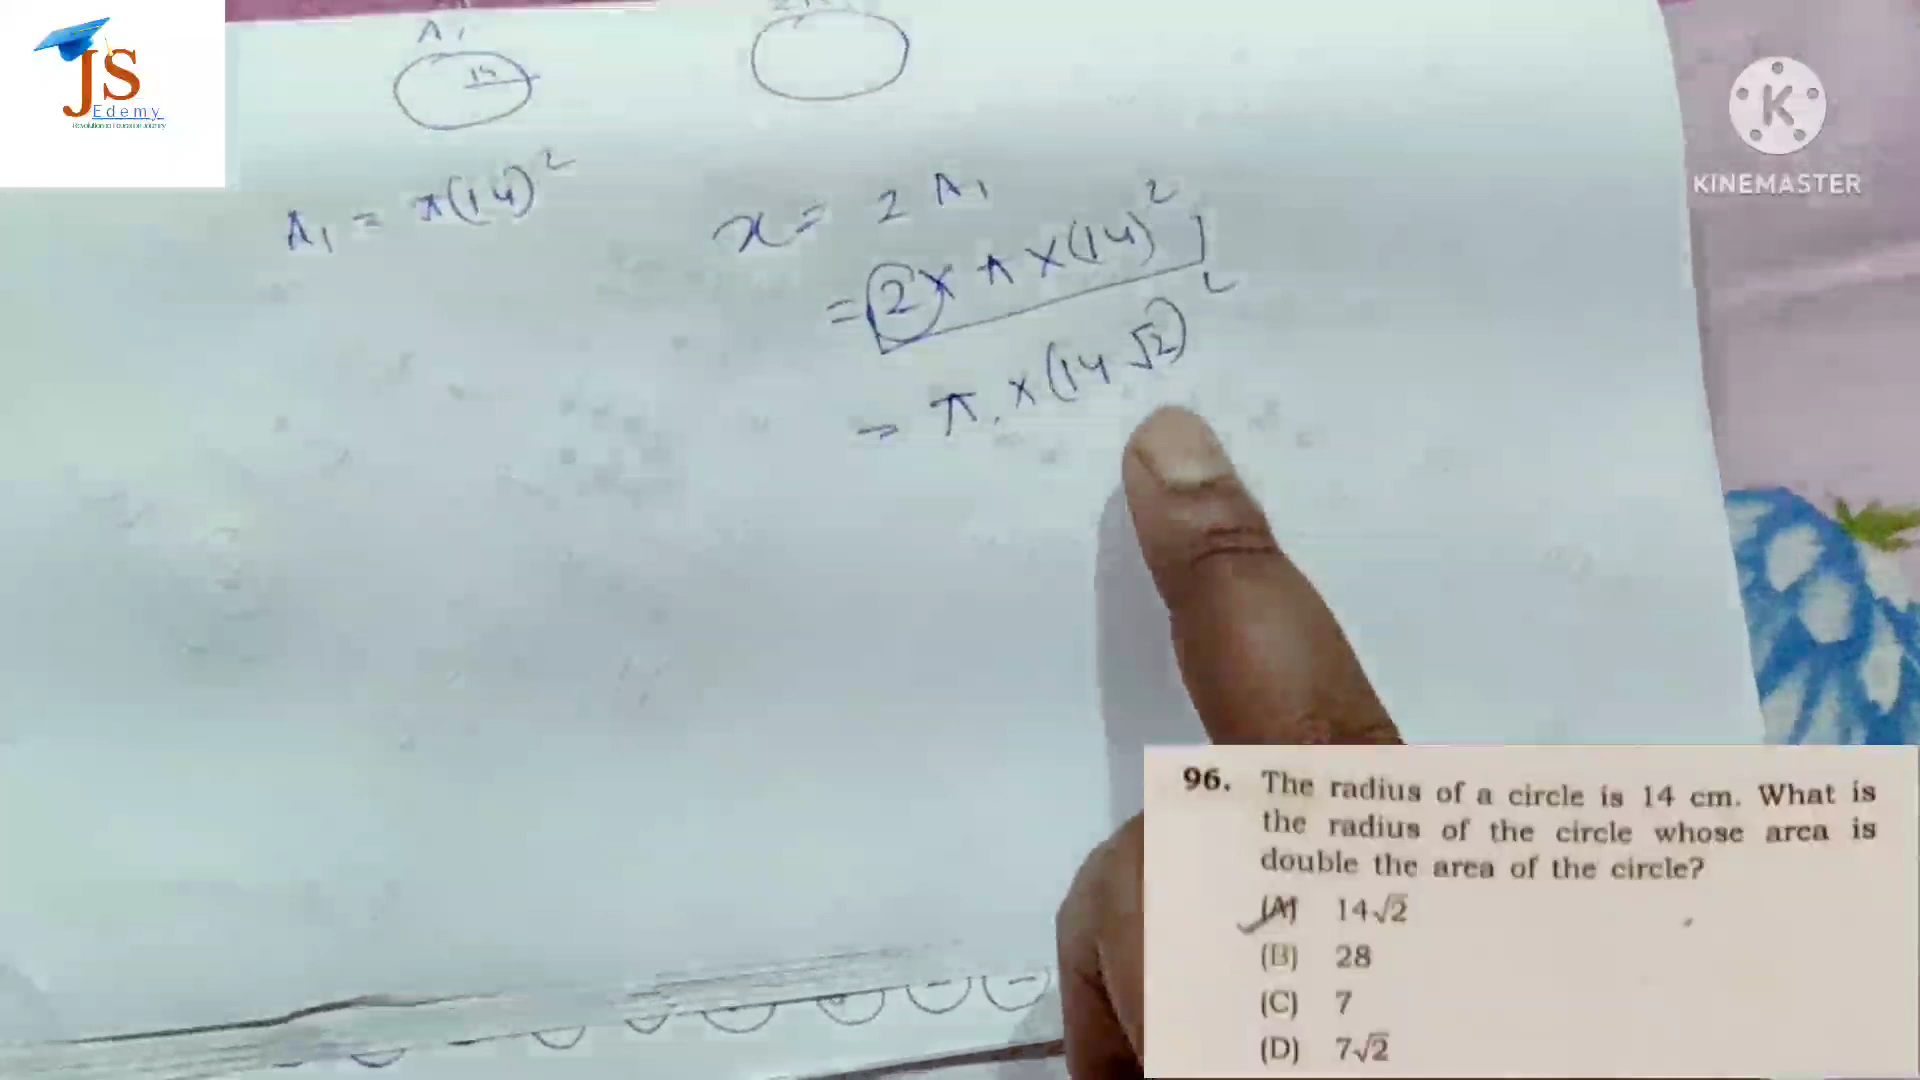 JS
Edemy
A₁
14
K
KINEMASTER
A₁ = π(14)²
x = 2 A₁
= 2 × π × (14)²
= π . × (14√2)²
96. The radius of a circle is 14 cm. What is
the radius of the circle whose area is
double the area of the circle?
(A) 14√2
(B) 28
(C) 7
(D) 7√2